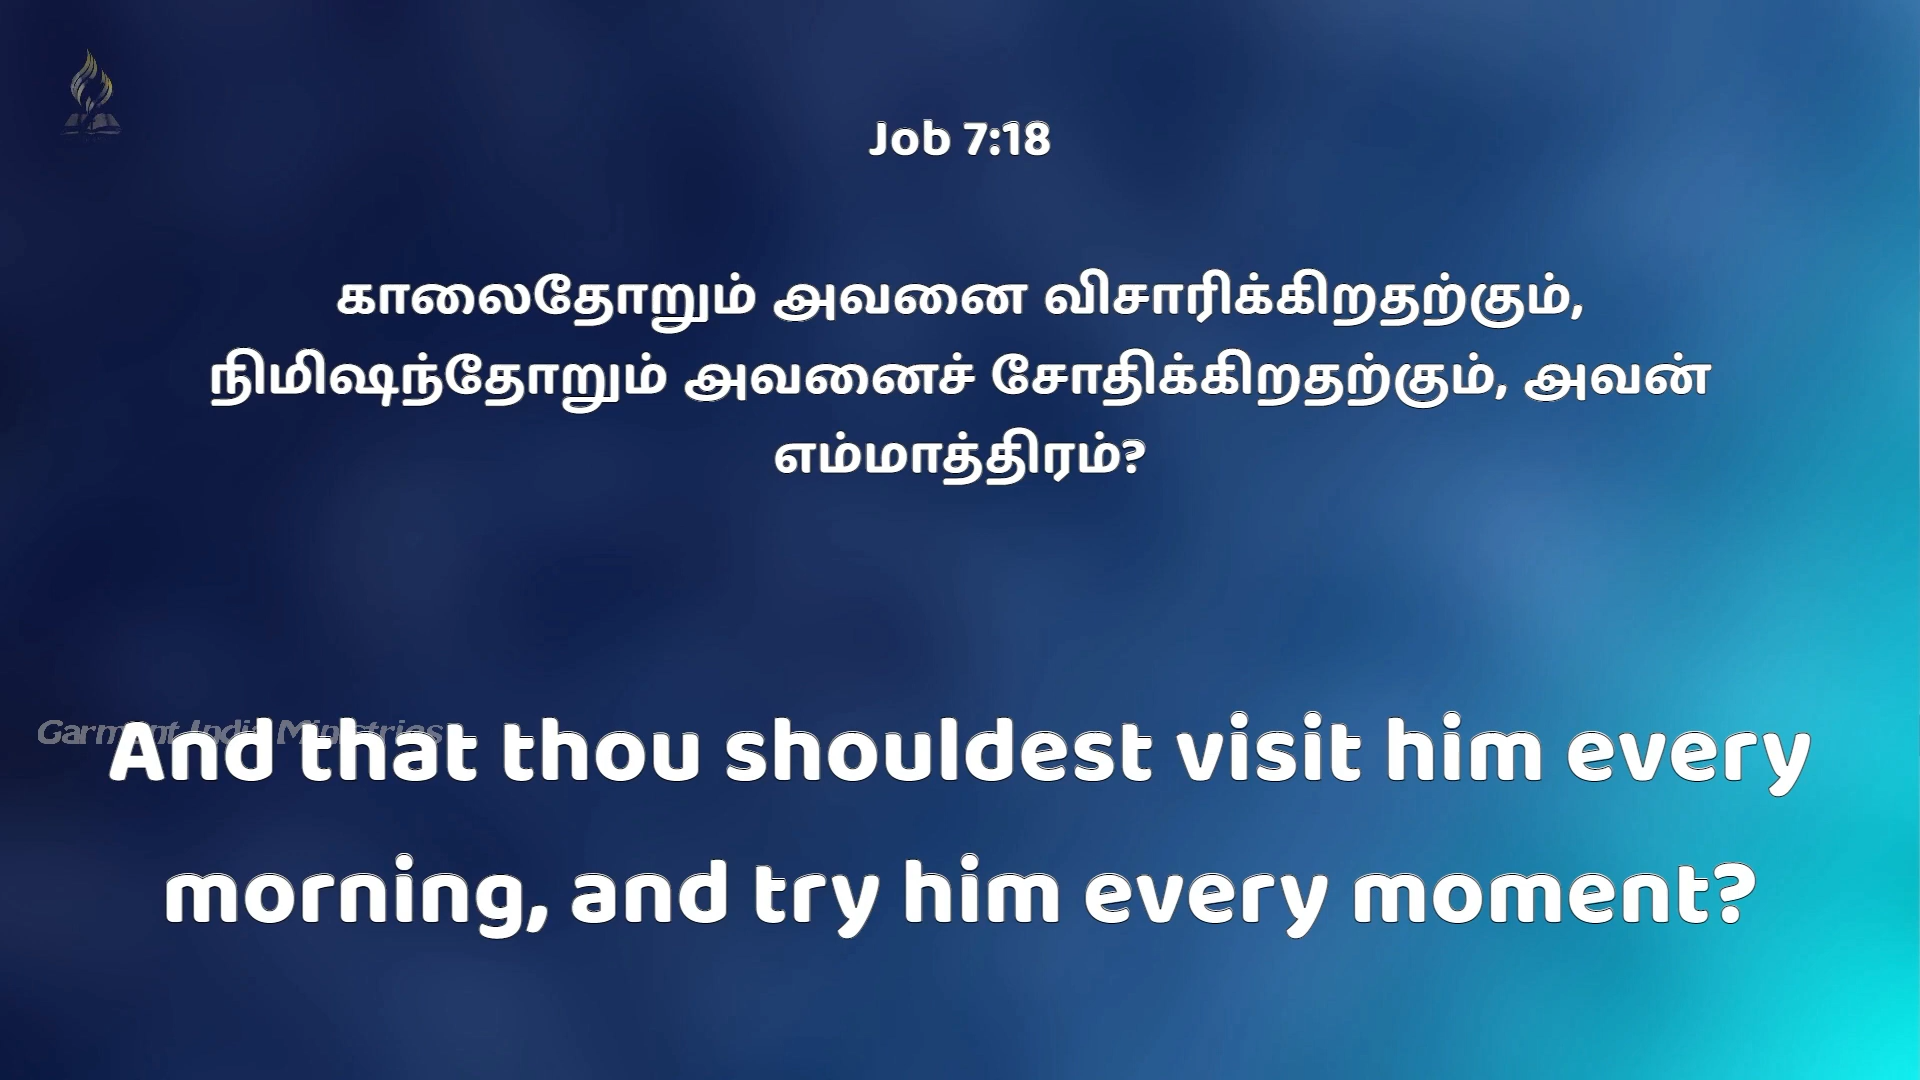 Job 7:18
காலைதோறும் அவனை விசாரிக்கிறதற்கும்,
நிமிஷந்தோறும் அவனைச் சோதிக்கிறதற்கும், அவன்
எம்மாத்திரம்?
Garment India Ministries
And that thou shouldest visit him every
morning, and try him every moment?